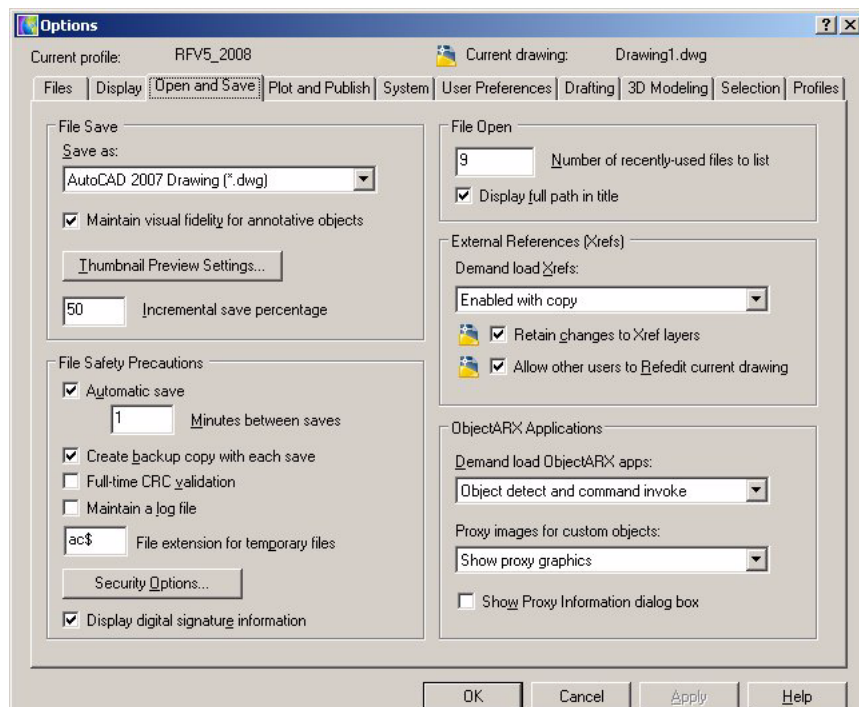 Options
Current profile: RFV5_2008 Current drawing: Drawing1.dwg
Files Display Open and Save Plot and Publish System User Preferences Drafting 3D Modeling Selection Profiles
File Save
Save as:
AutoCAD 2007 Drawing (*.dwg)
Maintain visual fidelity for annotative objects
Thumbnail Preview Settings...
50 Incremental save percentage
File Safety Precautions
Automatic save
1 Minutes between saves
Create backup copy with each save
Full-time CRC validation
Maintain a log file
ac$ File extension for temporary files
Security Options...
Display digital signature information
File Open
9 Number of recently-used files to list
Display full path in title
External References (Xrefs)
Demand load Xrefs:
Enabled with copy
Retain changes to Xref layers
Allow other users to Refedit current drawing
ObjectARX Applications
Demand load ObjectARX apps:
Object detect and command invoke
Proxy images for custom objects:
Show proxy graphics
Show Proxy Information dialog box
OK Cancel Apply Help